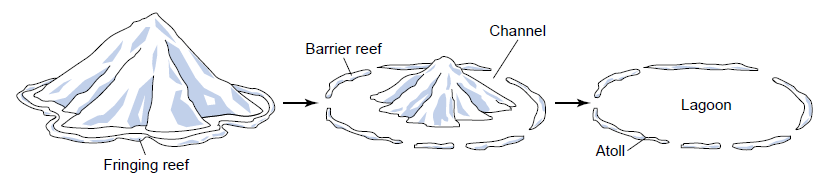 Fringing reef
Barrier reef
Channel
Lagoon
Atoll